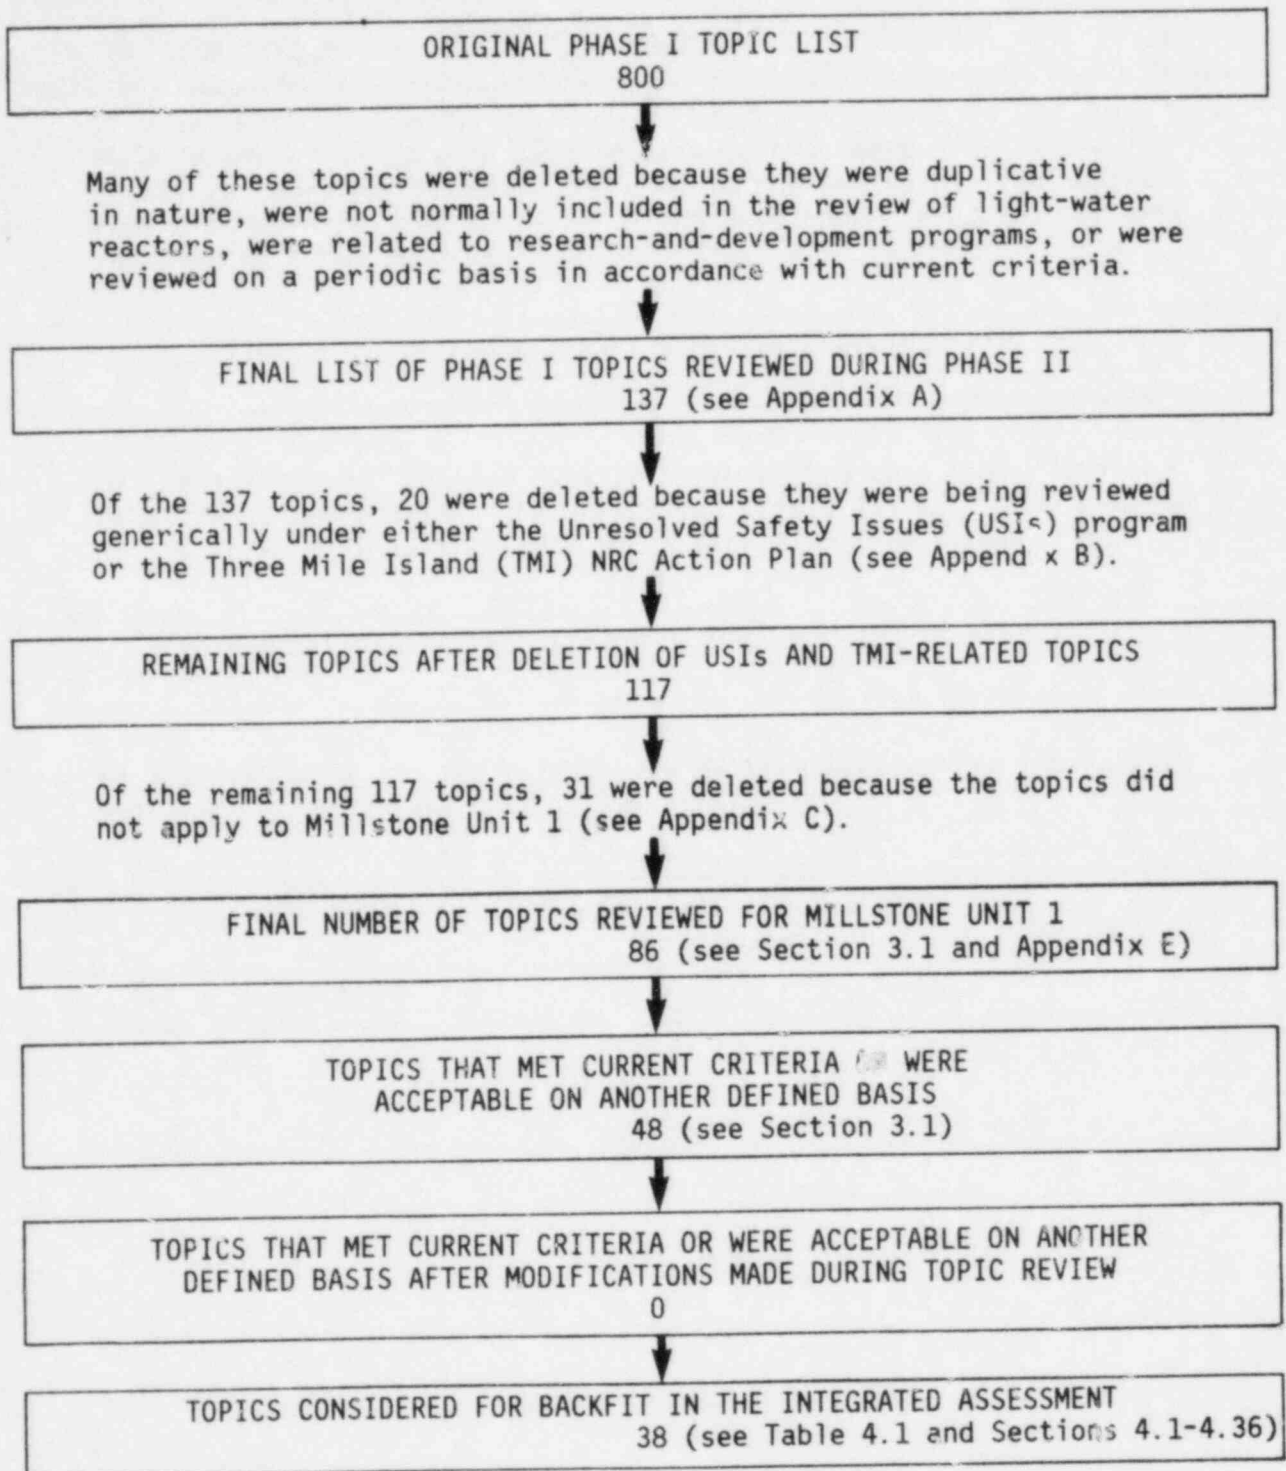 ORIGINAL PHASE I TOPIC LIST
800
Many of these topics were deleted because they were duplicative
in nature, were not normally included in the review of light-water
reactors, were related to research-and-development programs, or were
reviewed on a periodic basis in accordance with current criteria.
FINAL LIST OF PHASE I TOPICS REVIEWED DURING PHASE II
137 (see Appendix A)
Of the 137 topics, 20 were deleted because they were being reviewed
generically under either the Unresolved Safety Issues (USIs) program
or the Three Mile Island (TMI) NRC Action Plan (see Append x B).
REMAINING TOPICS AFTER DELETION OF USIs AND TMI-RELATED TOPICS
117
Of the remaining 117 topics, 31 were deleted because the topics did
not apply to Millstone Unit 1 (see Appendix C).
FINAL NUMBER OF TOPICS REVIEWED FOR MILLSTONE UNIT 1
86 (see Section 3.1 and Appendix E)
TOPICS THAT MET CURRENT CRITERIA WERE
ACCEPTABLE ON ANOTHER DEFINED BASIS
48 (see Section 3.1)
TOPICS THAT MET CURRENT CRITERIA OR WERE ACCEPTABLE ON ANOTHER
DEFINED BASIS AFTER MODIFICATIONS MADE DURING TOPIC REVIEW
0
TOPICS CONSIDERED FOR BACKFIT IN THE INTEGRATED ASSESSMENT
38 (see Table 4.1 and Sections 4.1-4.36)